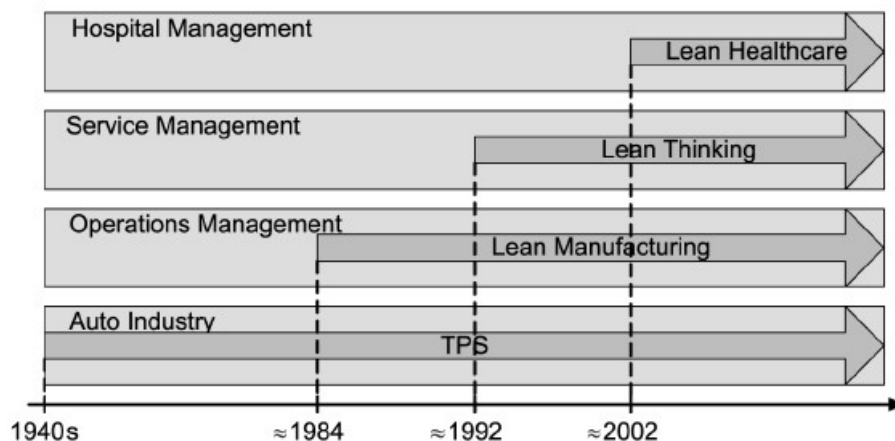 Hospital Management
Lean Healthcare
Service Management
Lean Thinking
Operations Management
Lean Manufacturing
Auto Industry
TPS
1940s ≈1984 ≈1992 ≈2002